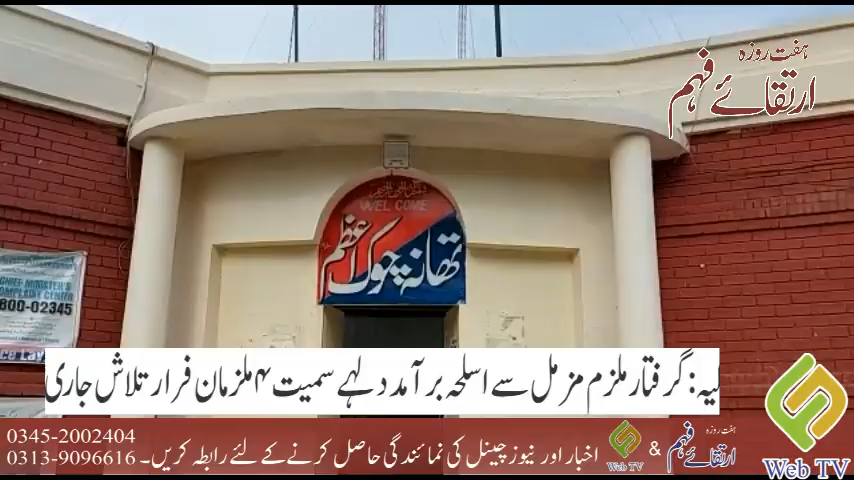 ہفت روزہ
ارتقائے فہم
WEL COME
تھانہ چوک اعظم
CHIEF MINISTER'S
COMPLAINT CENTER
800-02345
لیہ: گرفتار ملزم مزمل سے اسلحہ برآمد دلہے سمیت ۴ ملزمان فرار تلاش جاری
0345-2002404
0313-9096616
اخبار اور نیوز چینل کی نمائندگی حاصل کرنے کے لئے رابطہ کریں۔
Web TV
&
ہفت روزہ
ارتقائے فہم
Web TV